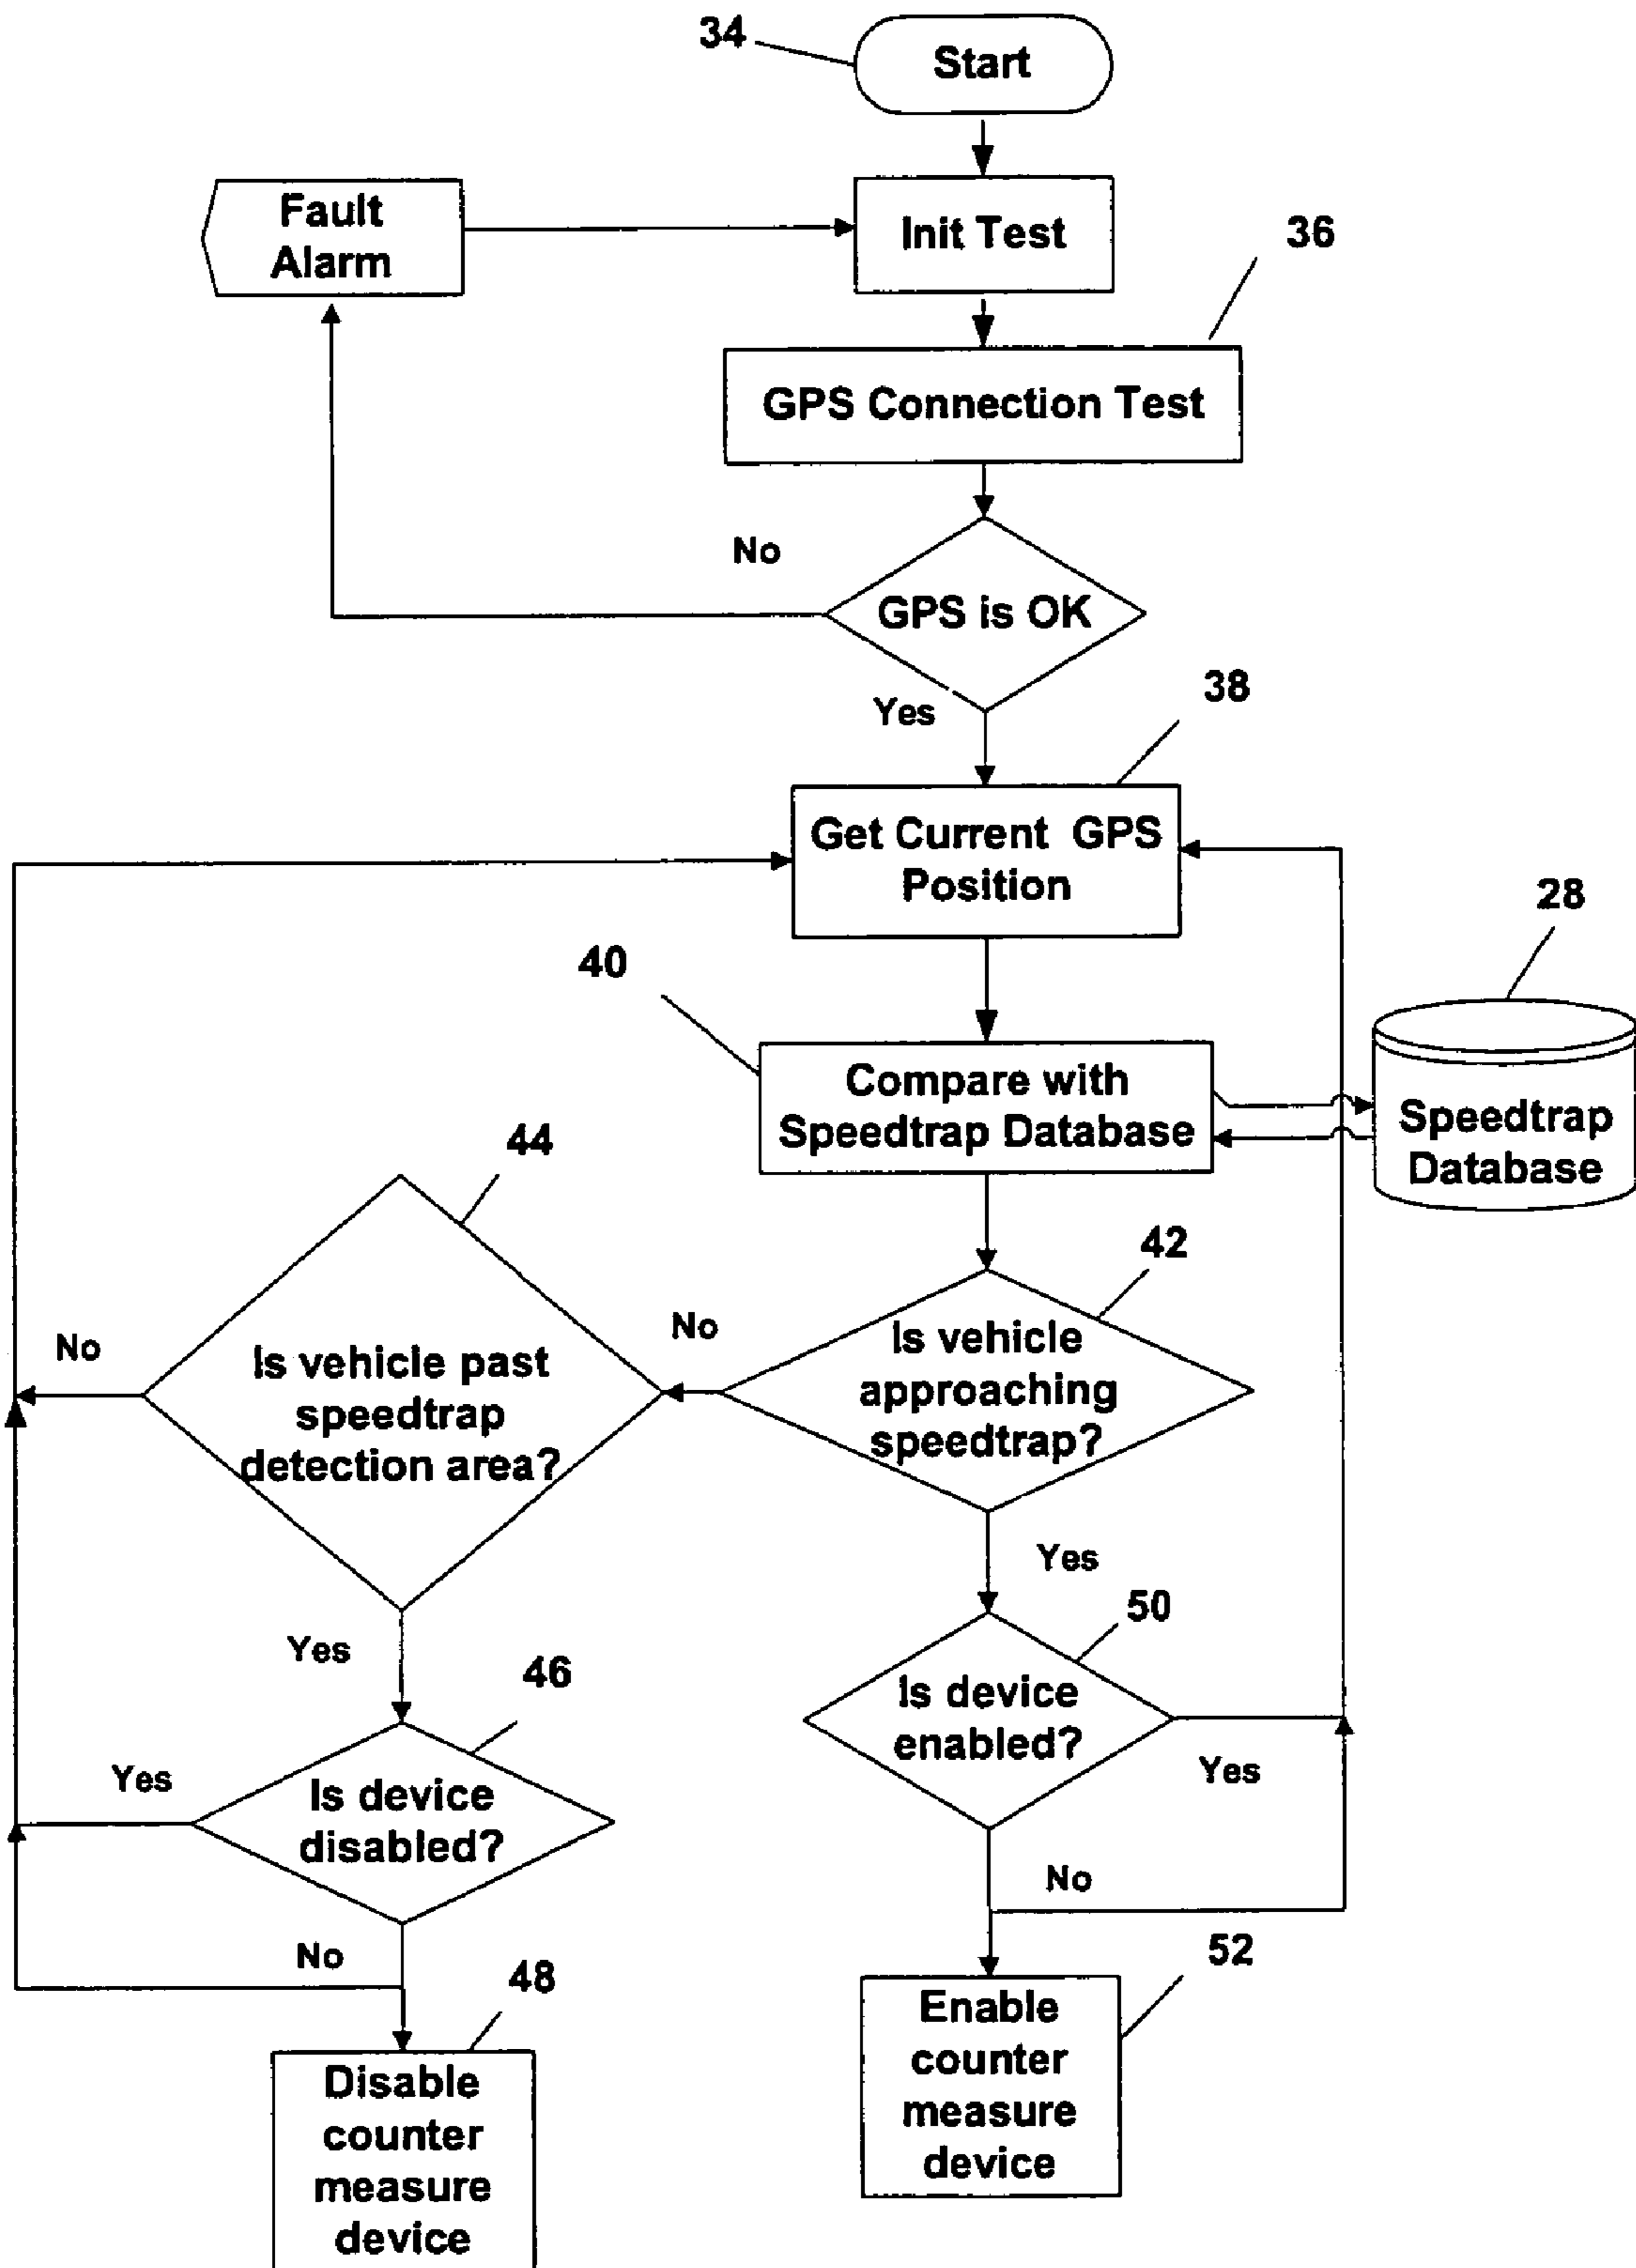 34
Start
Fault
Alarm
Init Test
36
GPS Connection Test
No
GPS is OK
Yes
38
Get Current GPS
Position
28
40
Compare with
Speedtrap Database
Speedtrap
Database
44
42
No
Is vehicle past
speedtrap
detection area?
No
Is vehicle
approaching
speedtrap?
Yes
Yes
50
46
Is device
enabled?
Yes
Yes
Is device
disabled?
No
No
48
52
Enable
counter
measure
device
Disable
counter
measure
device